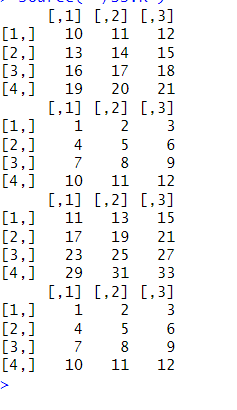 [,1] [,2] [,3]
[1,]   10   11   12
[2,]   13   14   15
[3,]   16   17   18
[4,]   19   20   21
     [,1] [,2] [,3]
[1,]    1    2    3
[2,]    4    5    6
[3,]    7    8    9
[4,]   10   11   12
     [,1] [,2] [,3]
[1,]   11   13   15
[2,]   17   19   21
[3,]   23   25   27
[4,]   29   31   33
     [,1] [,2] [,3]
[1,]    1    2    3
[2,]    4    5    6
[3,]    7    8    9
[4,]   10   11   12
>